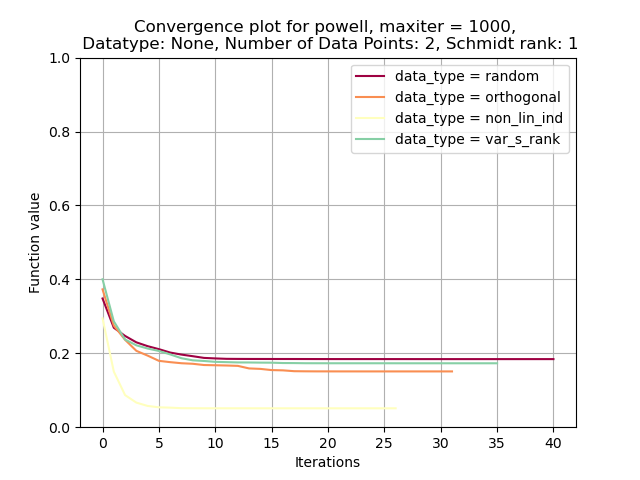 Convergence plot for powell, maxiter = 1000,
Datatype: None, Number of Data Points: 2, Schmidt rank: 1
data_type = random
data_type = orthogonal
data_type = non_lin_ind
data_type = var_s_rank
Function value
1.0
0.8
0.6
0.4
0.2
0.0
0 5 10 15 20 25 30 35 40
Iterations